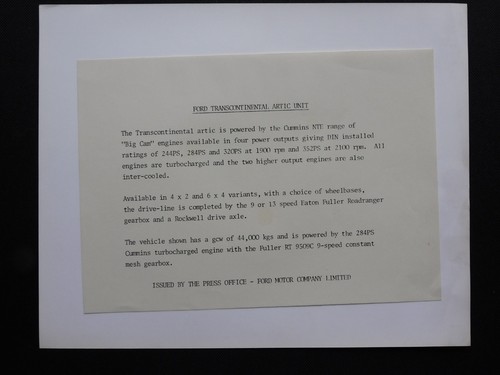 FORD TRANSCONTINENTAL ARTIC UNIT
The Transcontinental artic is powered by the Cummins NTE range of
"Big Cam" engines available in four power outputs giving DIN installed
ratings of 244PS, 284PS and 320PS at 1900 rpm and 352PS at 2100 rpm. All
engines are turbocharged and the two higher output engines are also
inter-cooled.
Available in 4 x 2 and 6 x 4 variants, with a choice of wheelbases,
the drive-line is completed by the 9 or 13 speed Eaton Fuller Roadranger
gearbox and a Rockwell drive axle.
The vehicle shown has a gcw of 44,000 kgs and is powered by the 284PS
Cummins turbocharged engine with the Fuller RT 9509C 9-speed constant
mesh gearbox.
ISSUED BY THE PRESS OFFICE - FORD MOTOR COMPANY LIMITED